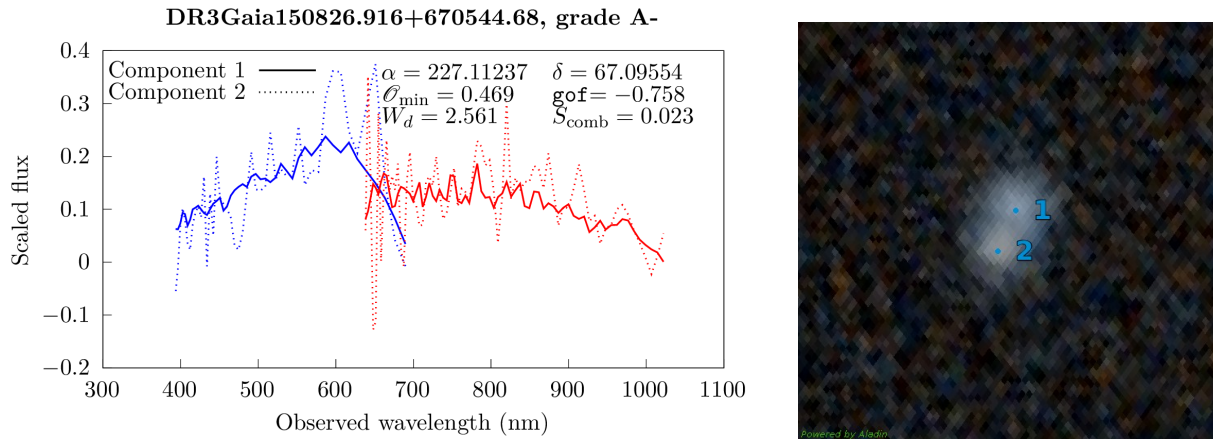 DR3Gaia150826.916+670544.68, grade A-
Component 1
Component 2
α = 227.11237 δ = 67.09554
𝒪min = 0.469 gof= −0.758
Wd = 2.561 Scomb = 0.023
Scaled flux
0.4
0.3
0.2
0.1
0
−0.1
−0.2
300 400 500 600 700 800 900 1000 1100
Observed wavelength (nm)
1
2
Powered by Aladin